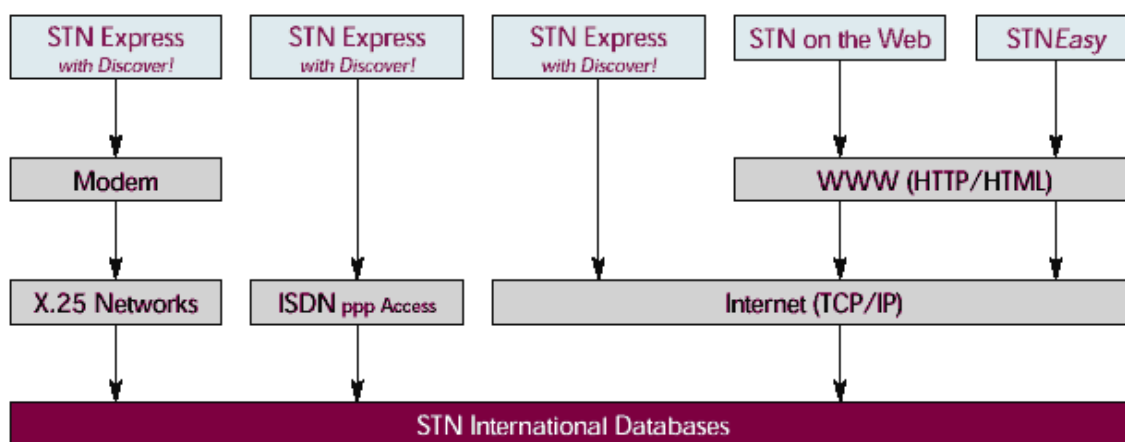 STN Express
with Discover!
STN Express
with Discover!
STN Express
with Discover!
STN on the Web
STNEasy
Modem
WWW (HTTP/HTML)
X.25 Networks
ISDN ppp Access
Internet (TCP/IP)
STN International Databases